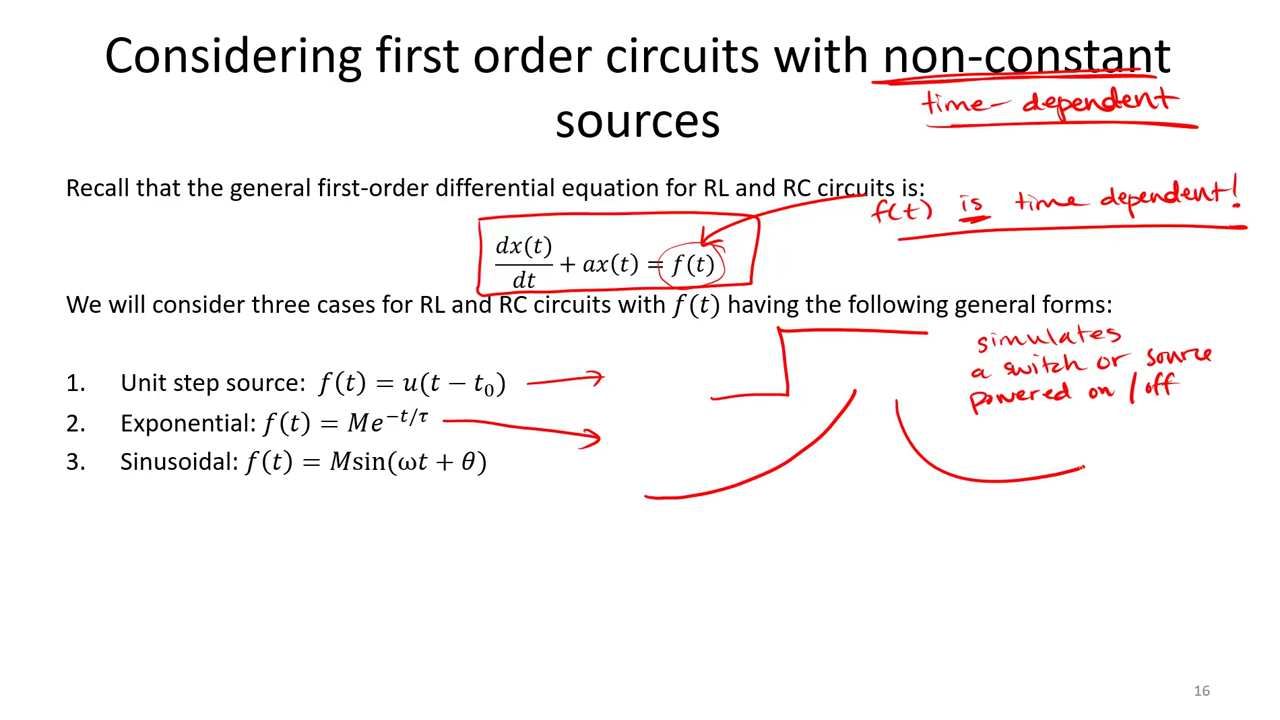 Considering first order circuits with non-constant
sources
time-dependent
Recall that the general first-order differential equation for RL and RC circuits is:
f(t) is time dependent!
dx(t)/dt + ax(t) = f(t)
We will consider three cases for RL and RC circuits with f(t) having the following general forms:
simulates
a switch or source
powered on / off
1. Unit step source: f(t) = u(t − t₀)
2. Exponential: f(t) = Me^{−t/τ}
3. Sinusoidal: f(t) = Msin(ωt + θ)
16